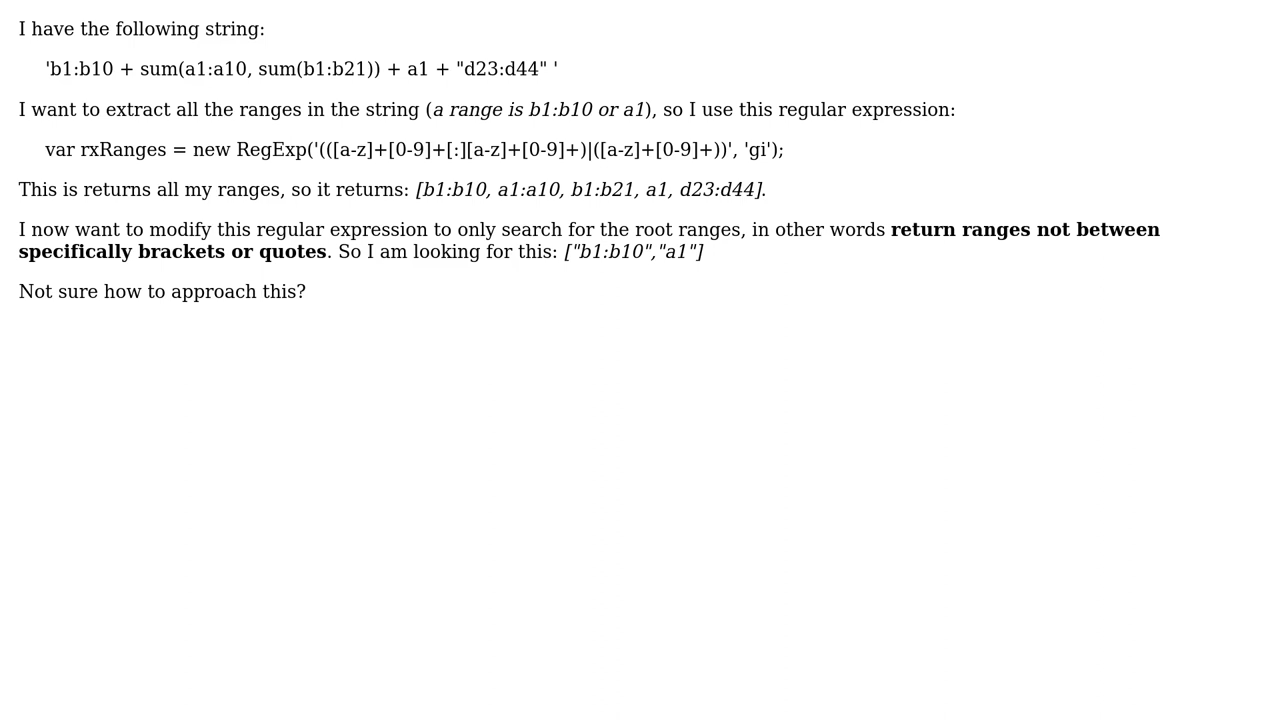 I have the following string:
'b1:b10 + sum(a1:a10, sum(b1:b21)) + a1 + "d23:d44" '
I want to extract all the ranges in the string (a range is b1:b10 or a1), so I use this regular expression:
var rxRanges = new RegExp('(([a-z]+[0-9]+[:][a-z]+[0-9]+)|([a-z]+[0-9]+))', 'gi');
This is returns all my ranges, so it returns: [b1:b10, a1:a10, b1:b21, a1, d23:d44].
I now want to modify this regular expression to only search for the root ranges, in other words return ranges not between
specifically brackets or quotes. So I am looking for this: ["b1:b10","a1"]
Not sure how to approach this?